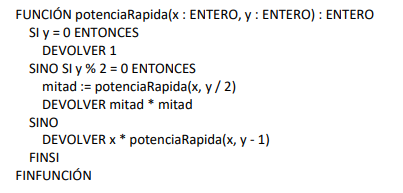 FUNCIÓN potenciaRapida(x : ENTERO, y : ENTERO) : ENTERO
SI y = 0 ENTONCES
DEVOLVER 1
SINO SI y % 2 = 0 ENTONCES
mitad := potenciaRapida(x, y / 2)
DEVOLVER mitad * mitad
SINO
DEVOLVER x * potenciaRapida(x, y - 1)
FINSI
FINFUNCIÓN